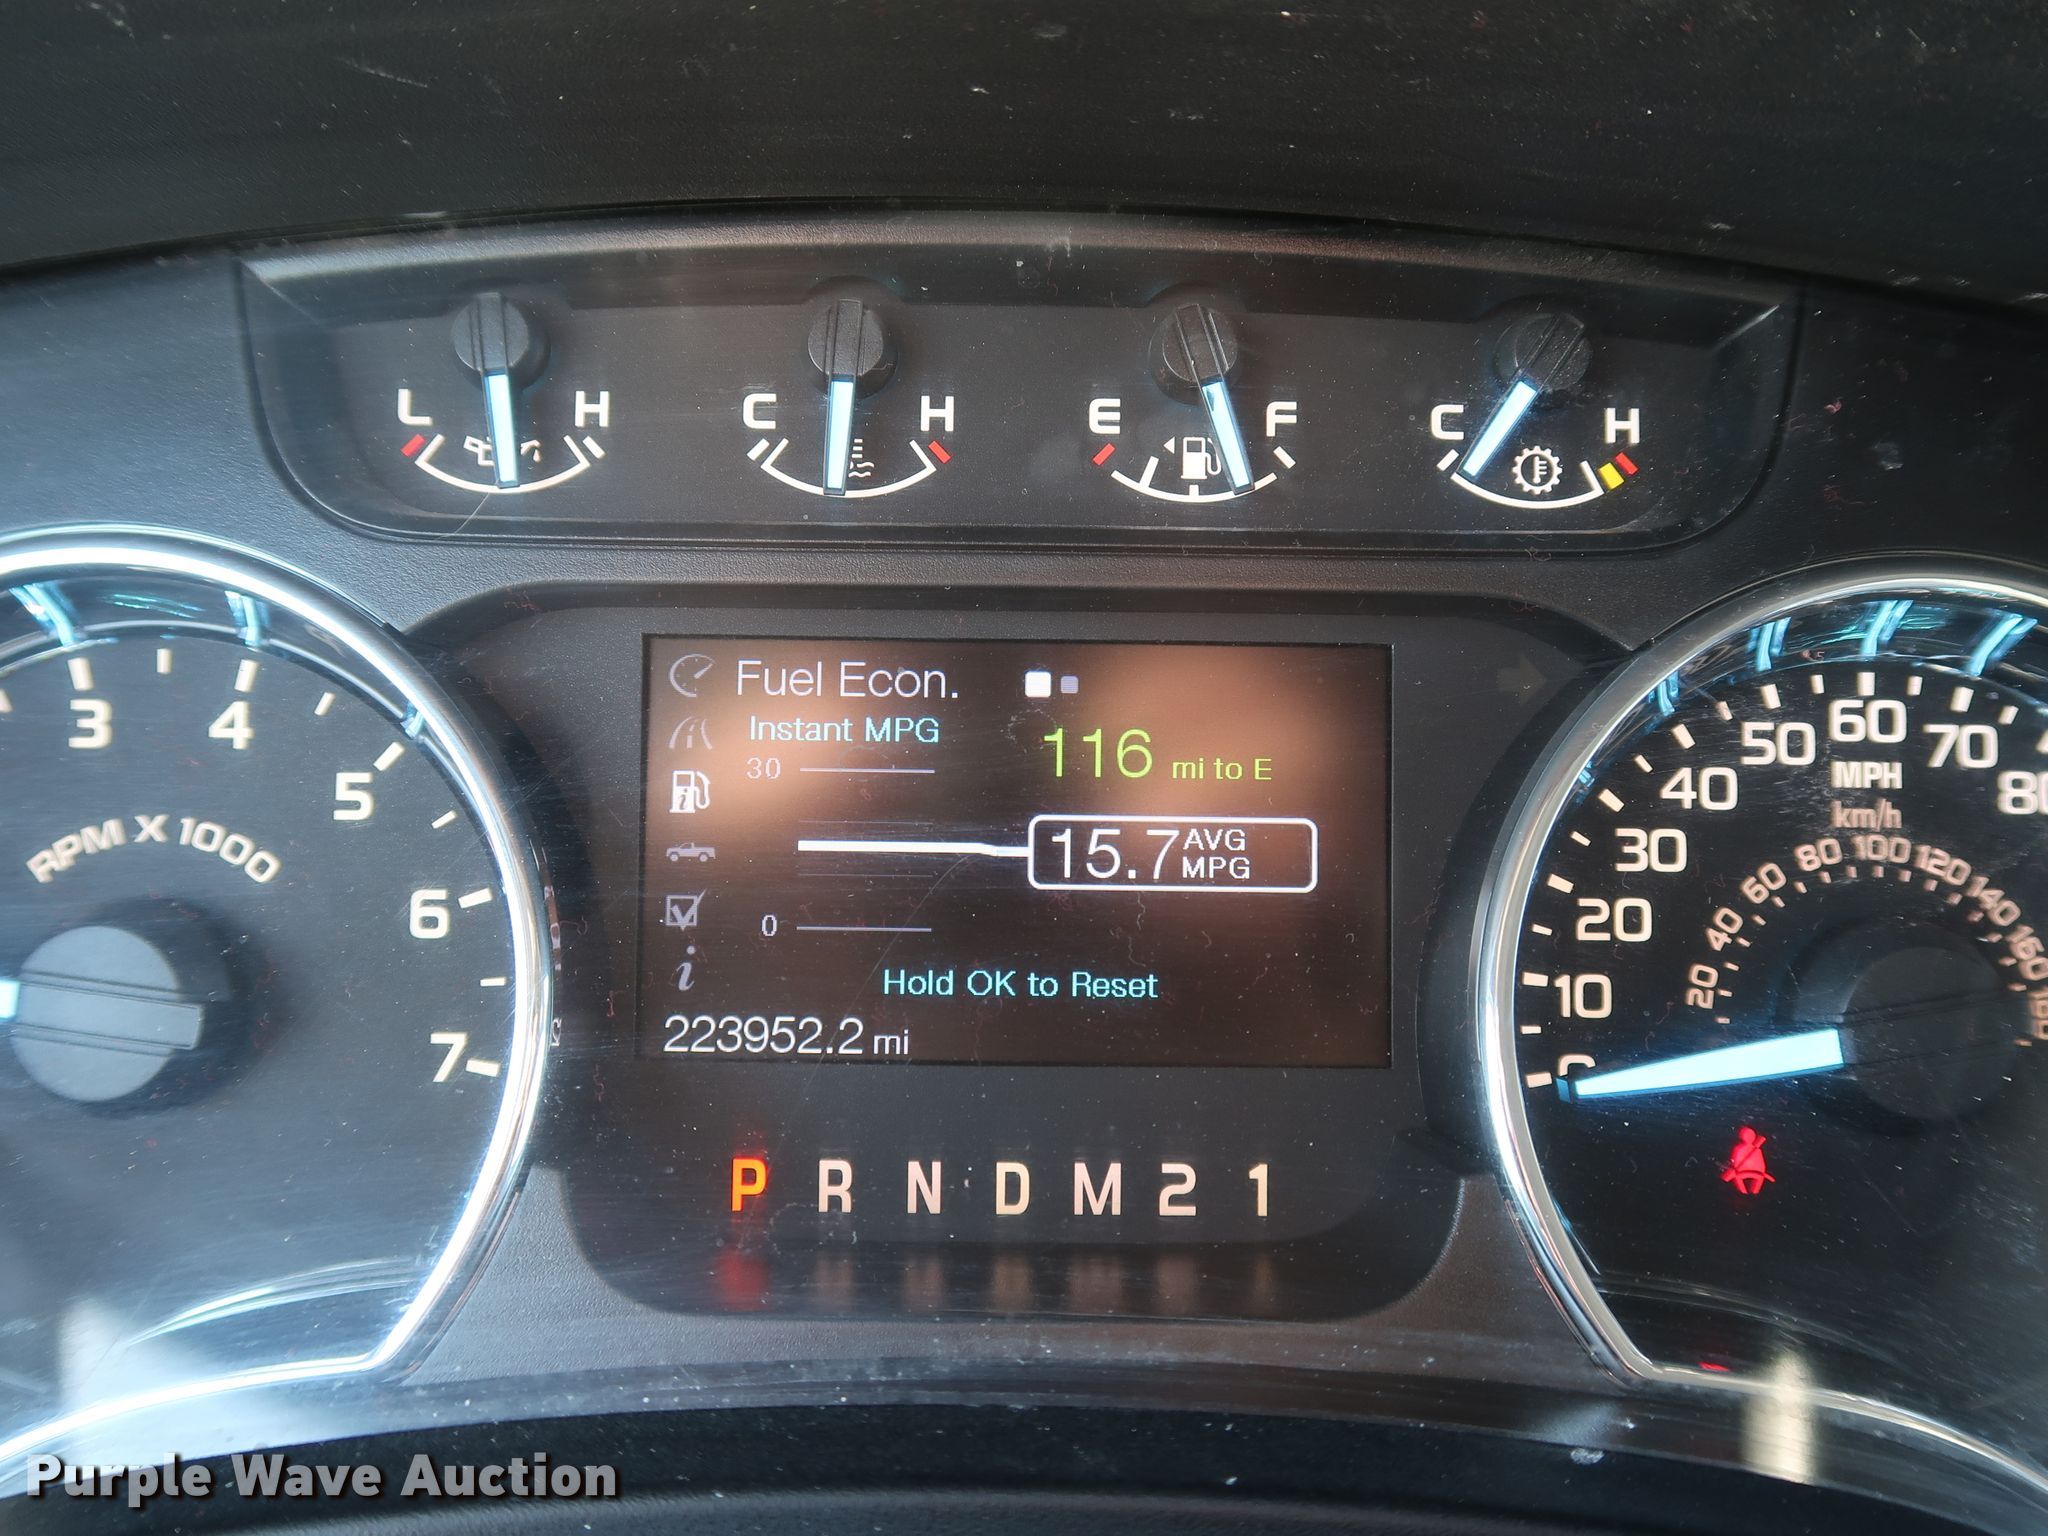 L H C H E F C H
Fuel Econ.
Instant MPG
30
116 mi to E
15.7 AVG MPG
0
Hold OK to Reset
223952.2 mi
P R N D M 2 1
3 4 5 6 7
RPM X 1000
0 10 20 30 40 50 60 70 80
MPH
km/h
20 40 60 80 100 120 140 160 180
Purple Wave Auction